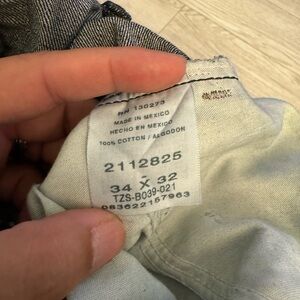 RN 130273
MADE IN MEXICO
HECHO EN MEXICO
100% COTTON / ALGODON
2112825
-
34 X 32
TZS-B039-021
083622157963